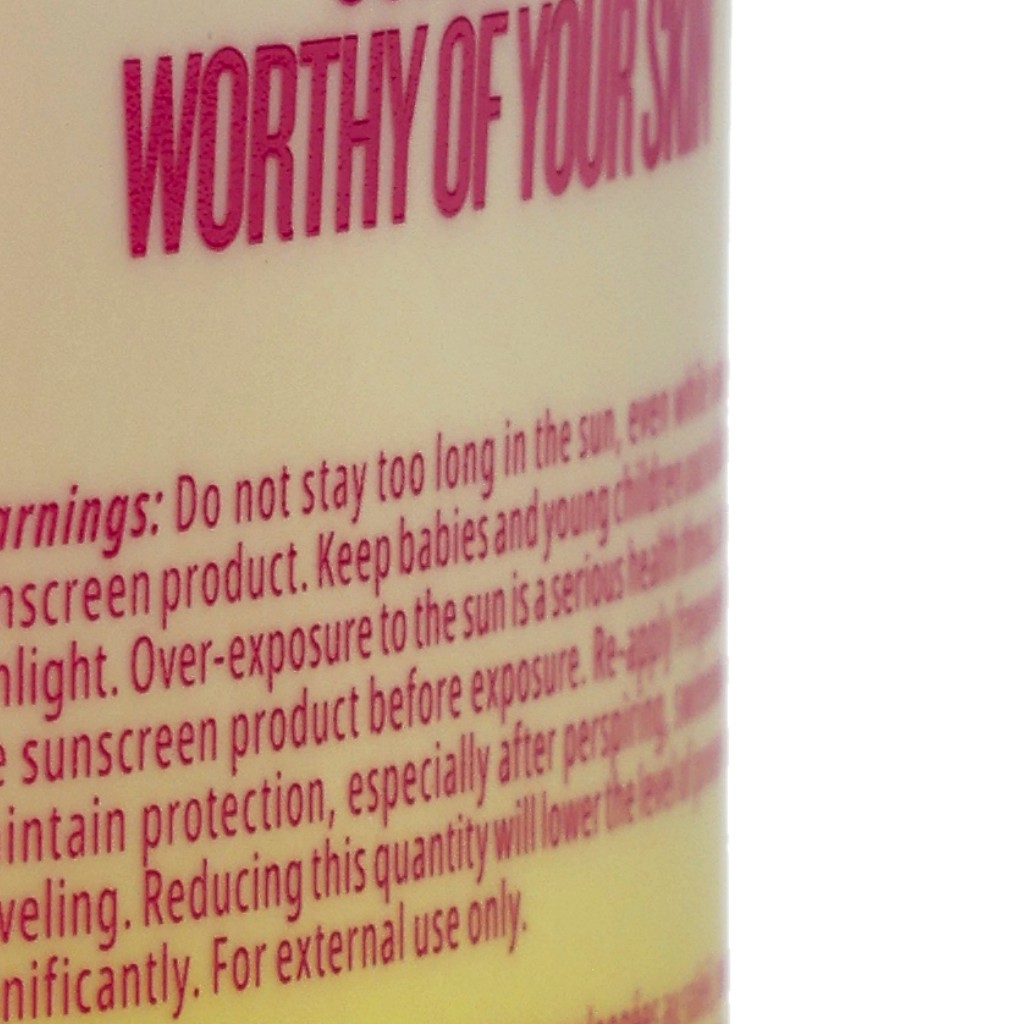 WORTHY OF YOUR SKIN
arnings: Do not stay too long in the sun, even while
nscreen product. Keep babies and young children
nlight. Over-exposure to the sun is a serious health
e sunscreen product before exposure. Re-apply
intain protection, especially after perspiring,
veling. Reducing this quantity will lower the level
nificantly. For external use only.